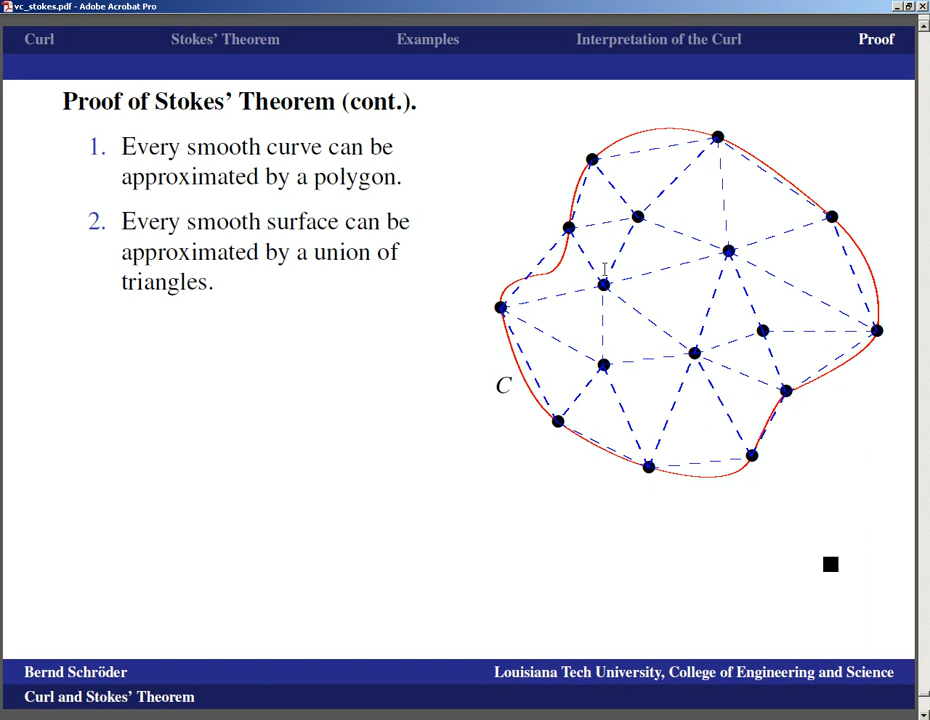 vc_stokes.pdf - Adobe Acrobat Pro
Curl Stokes’ Theorem Examples Interpretation of the Curl Proof
Proof of Stokes’ Theorem (cont.).
1. Every smooth curve can be
approximated by a polygon.
2. Every smooth surface can be
approximated by a union of
triangles.
C
Bernd Schröder Louisiana Tech University, College of Engineering and Science
Curl and Stokes’ Theorem